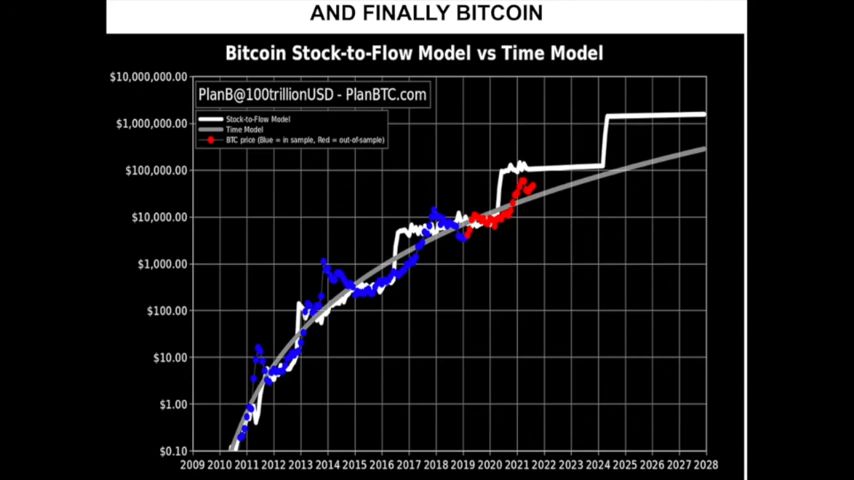 AND FINALLY BITCOIN
Bitcoin Stock-to-Flow Model vs Time Model
$10,000,000.00
PlanB@100trillionUSD - PlanBTC.com
Stock-to-Flow Model
$1,000,000.00
Time Model
BTC price (Blue = in sample, Red = out-of-sample)
$100,000.00
$10,000.00
$1,000.00
$100.00
$10.00
$1.00
$0.10
2009 2010 2011 2012 2013 2014 2015 2016 2017 2018 2019 2020 2021 2022 2023 2024 2025 2026 2027 2028